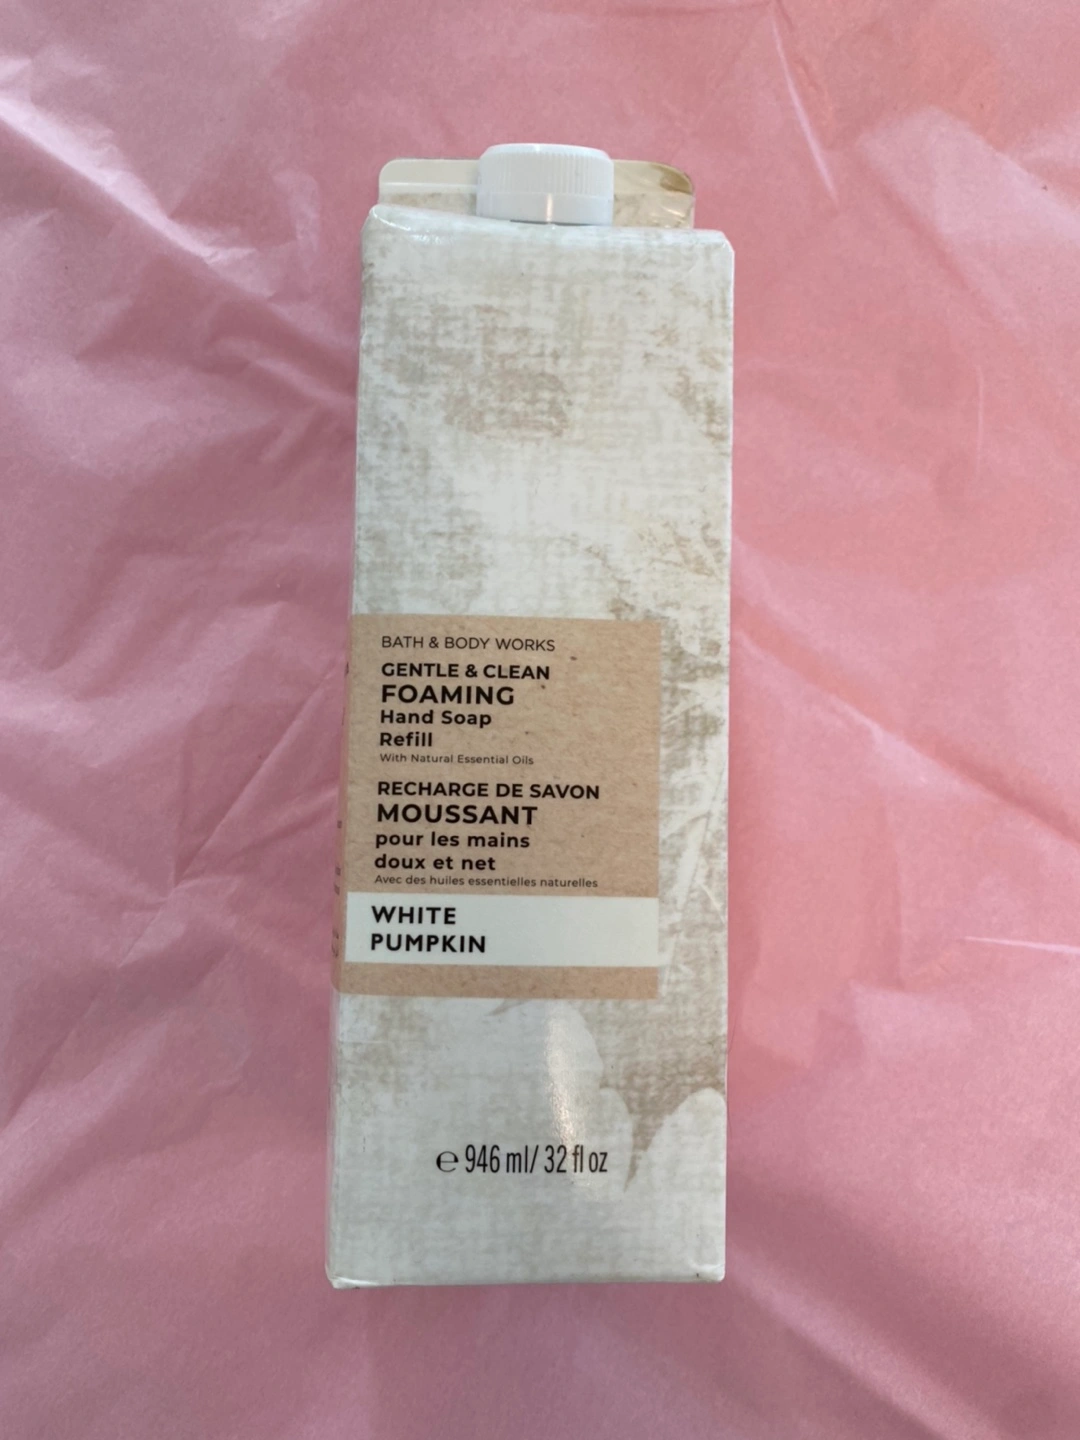 BATH & BODY WORKS
GENTLE & CLEAN
FOAMING
Hand Soap
Refill
With Natural Essential Oils
RECHARGE DE SAVON
MOUSSANT
pour les mains
doux et net
Avec des huiles essentielles naturelles
WHITE
PUMPKIN
℮ 946 ml/ 32 fl oz